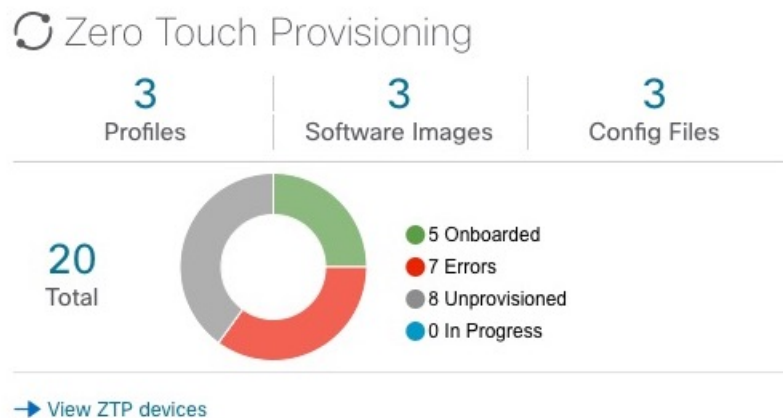 Zero Touch Provisioning
3 3 3
Profiles Software Images Config Files
20
Total
5 Onboarded
7 Errors
8 Unprovisioned
0 In Progress
View ZTP devices